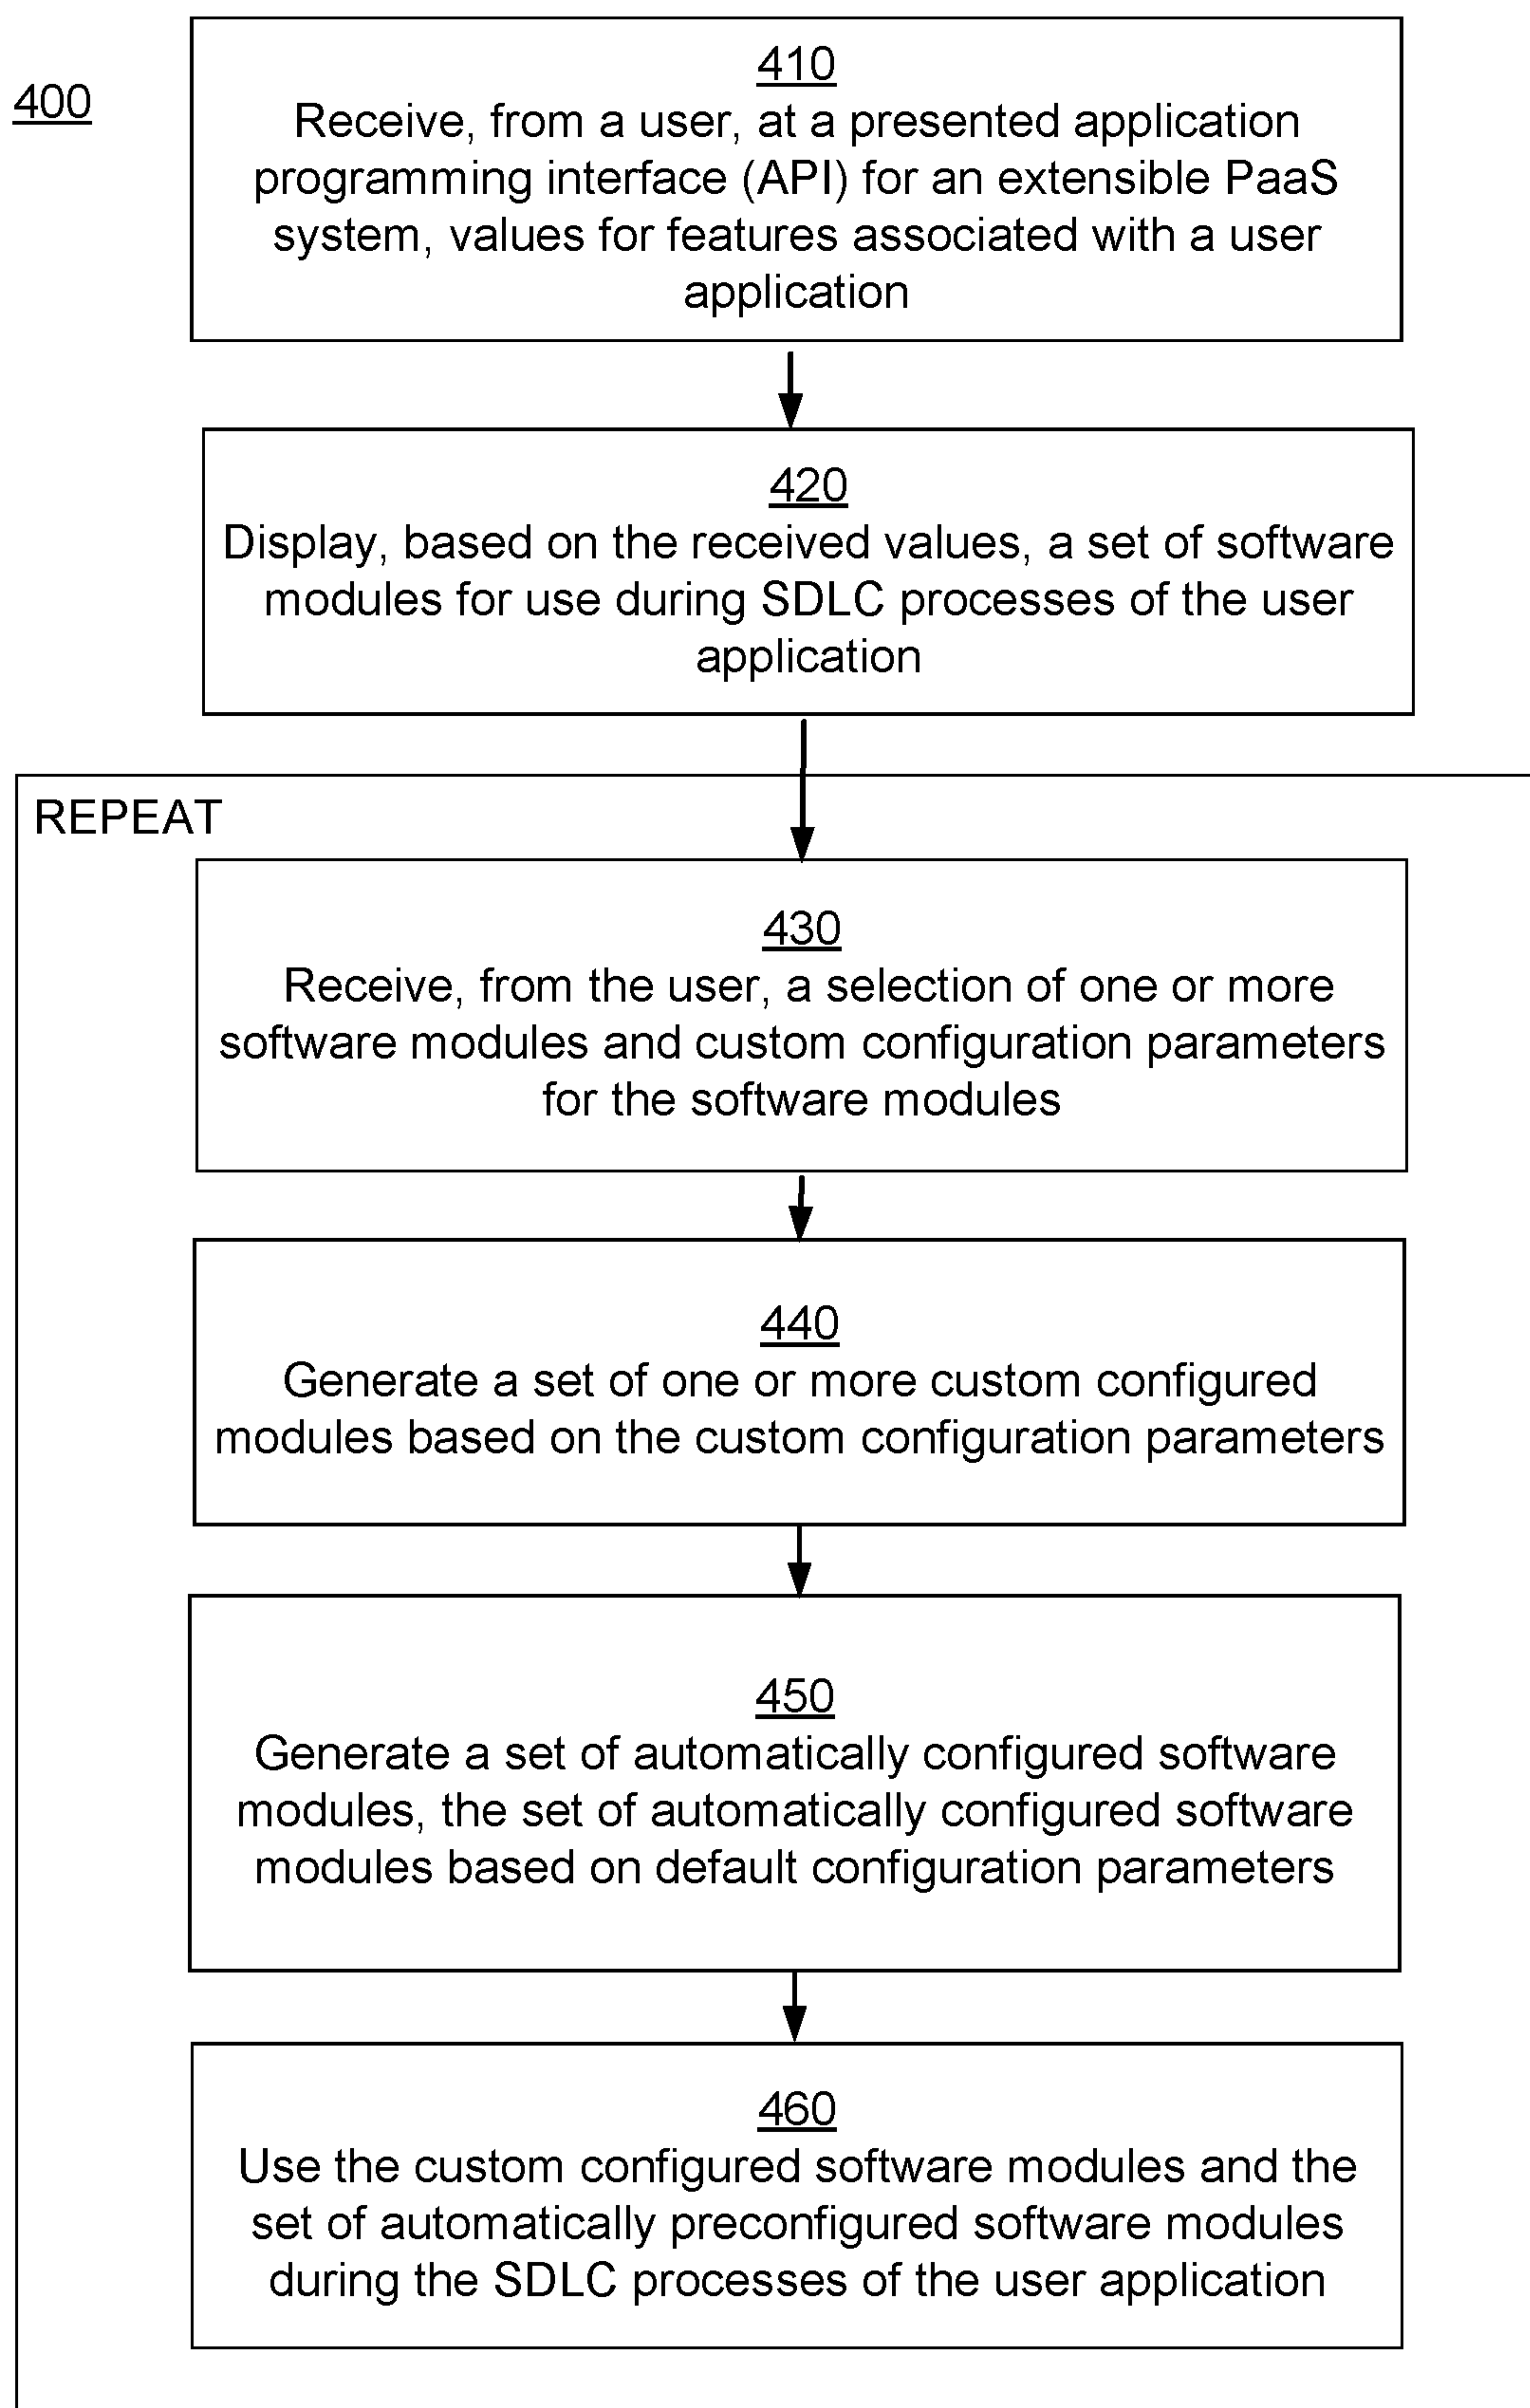 400
410
Receive, from a user, at a presented application
programming interface (API) for an extensible PaaS
system, values for features associated with a user
application
420
Display, based on the received values, a set of software
modules for use during SDLC processes of the user
application
REPEAT
430
Receive, from the user, a selection of one or more
software modules and custom configuration parameters
for the software modules
440
Generate a set of one or more custom configured
modules based on the custom configuration parameters
450
Generate a set of automatically configured software
modules, the set of automatically configured software
modules based on default configuration parameters
460
Use the custom configured software modules and the
set of automatically preconfigured software modules
during the SDLC processes of the user application